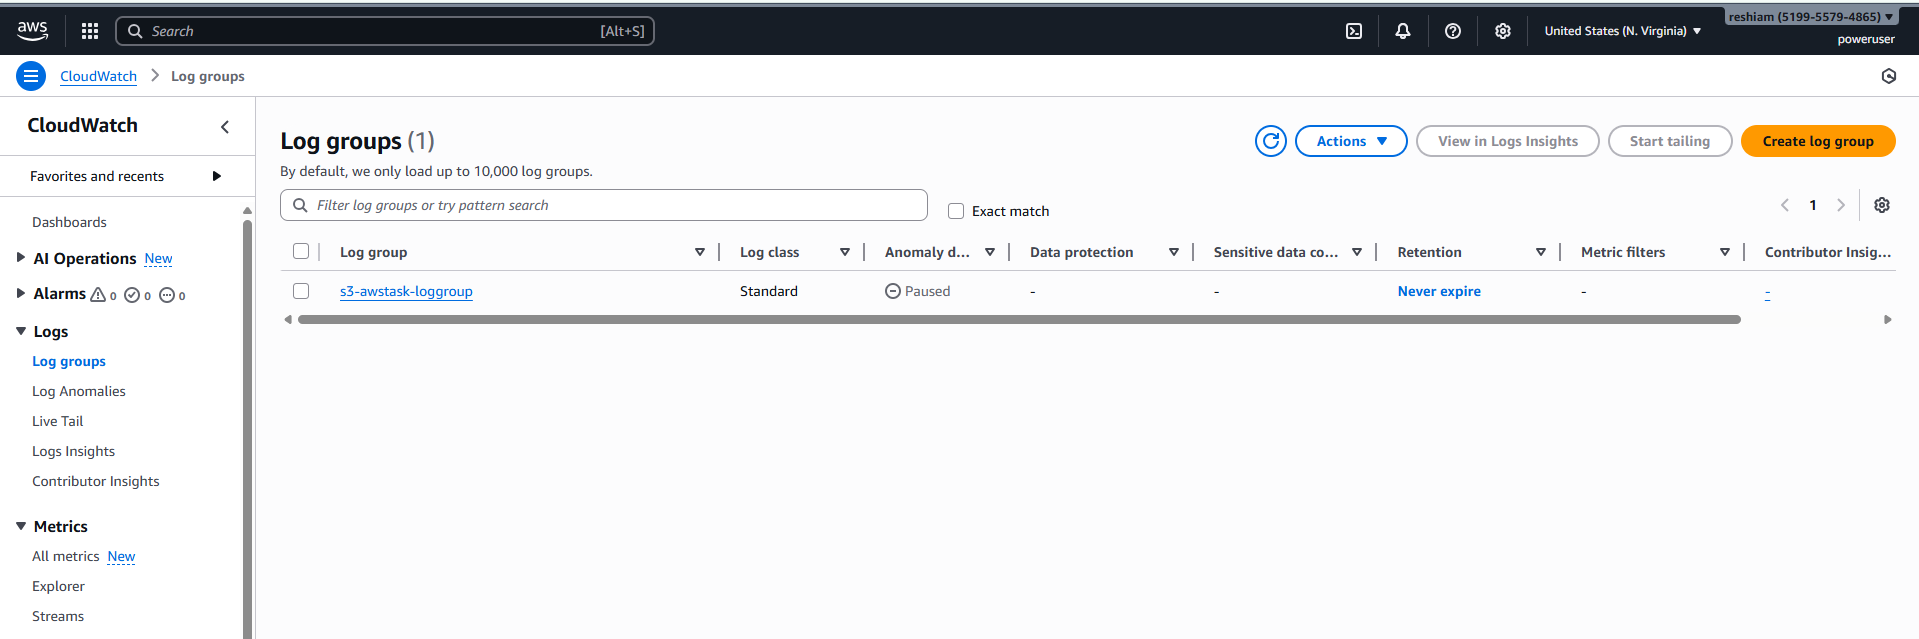 aws
Search [Alt+S]
United States (N. Virginia)
reshiam (5199-5579-4865)
poweruser
CloudWatch Log groups
CloudWatch
Favorites and recents
Dashboards
AI Operations New
Alarms 0 0 0
Logs
Log groups
Log Anomalies
Live Tail
Logs Insights
Contributor Insights
Metrics
All metrics New
Explorer
Streams
Log groups (1)
Actions View in Logs Insights Start tailing Create log group
By default, we only load up to 10,000 log groups.
Filter log groups or try pattern search
Exact match
1
Log group Log class Anomaly d... Data protection Sensitive data co... Retention Metric filters Contributor Insig...
s3-awstask-loggroup Standard Paused - - Never expire - -